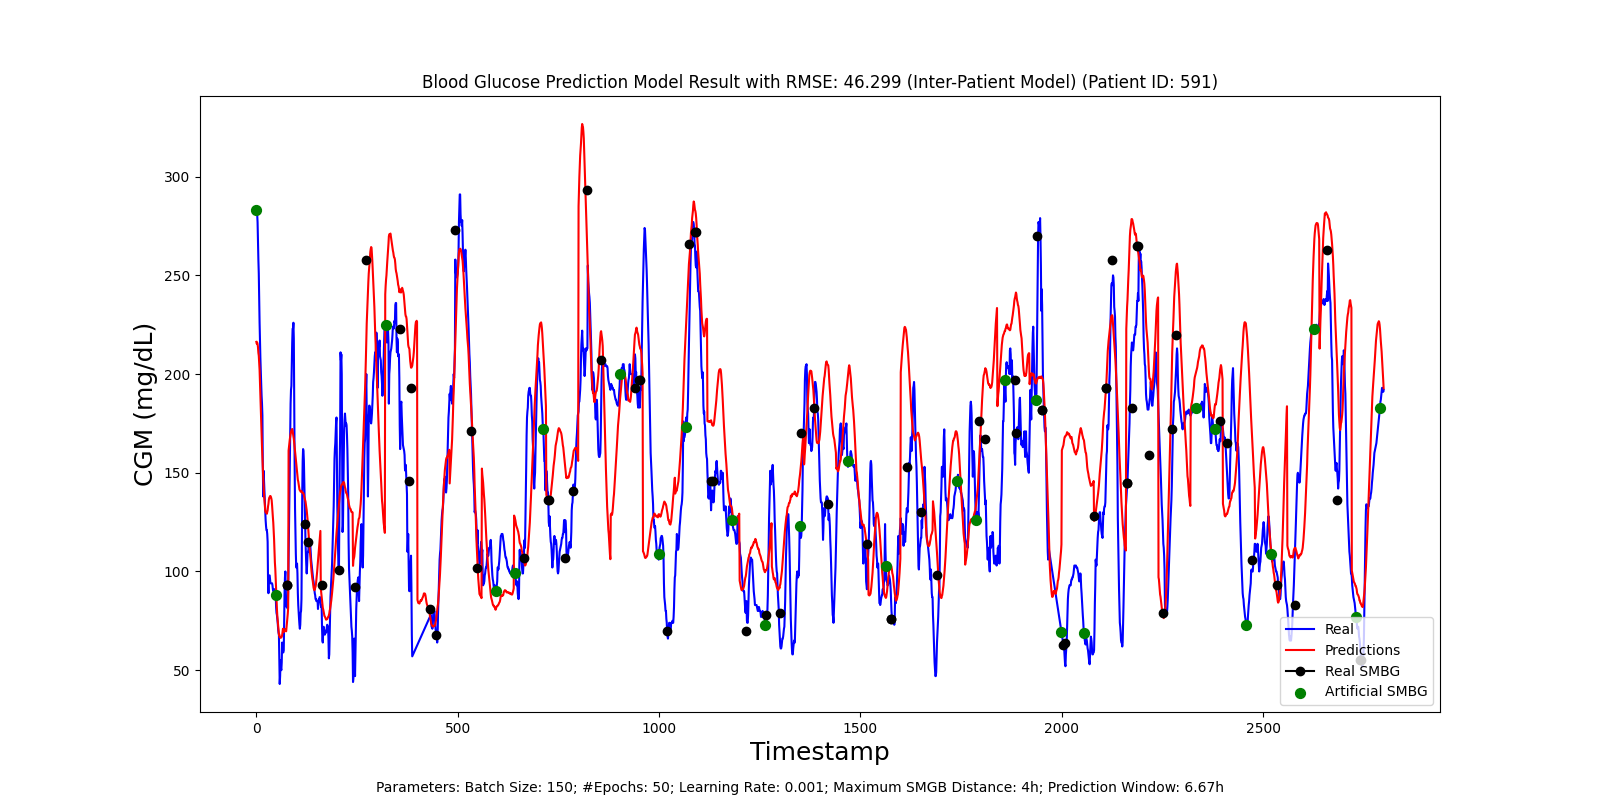 Blood Glucose Prediction Model Result with RMSE: 46.299 (Inter-Patient Model) (Patient ID: 591)
CGM (mg/dL)
300
250
200
150
100
50
0
500
1000
1500
2000
2500
Timestamp
Real
Predictions
Real SMBG
Artificial SMBG
Parameters: Batch Size: 150; #Epochs: 50; Learning Rate: 0.001; Maximum SMGB Distance: 4h; Prediction Window: 6.67h